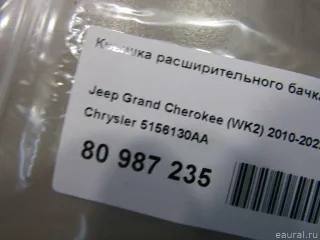 Крышка расширительного бачка
Jeep Grand Cherokee (WK2) 2010-202
Chrysler 5156130AA
80 987 235
eaural.ru